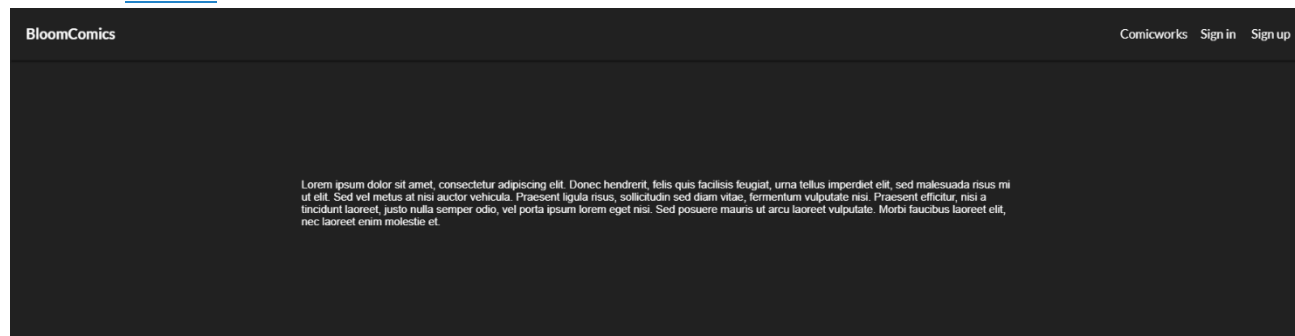 BloomComics
Comicworks Sign in Sign up
Lorem ipsum dolor sit amet, consectetur adipiscing elit. Donec hendrerit, felis quis facilisis feugiat, urna tellus imperdiet elit, sed malesuada risus mi
ut elit. Sed vel metus at nisi auctor vehicula. Praesent ligula risus, sollicitudin sed diam vitae, fermentum vulputate nisi. Praesent efficitur, nisi a
tincidunt laoreet, justo nulla semper odio, vel porta ipsum lorem eget nisi. Sed posuere mauris ut arcu laoreet vulputate. Morbi faucibus laoreet elit,
nec laoreet enim molestie et.